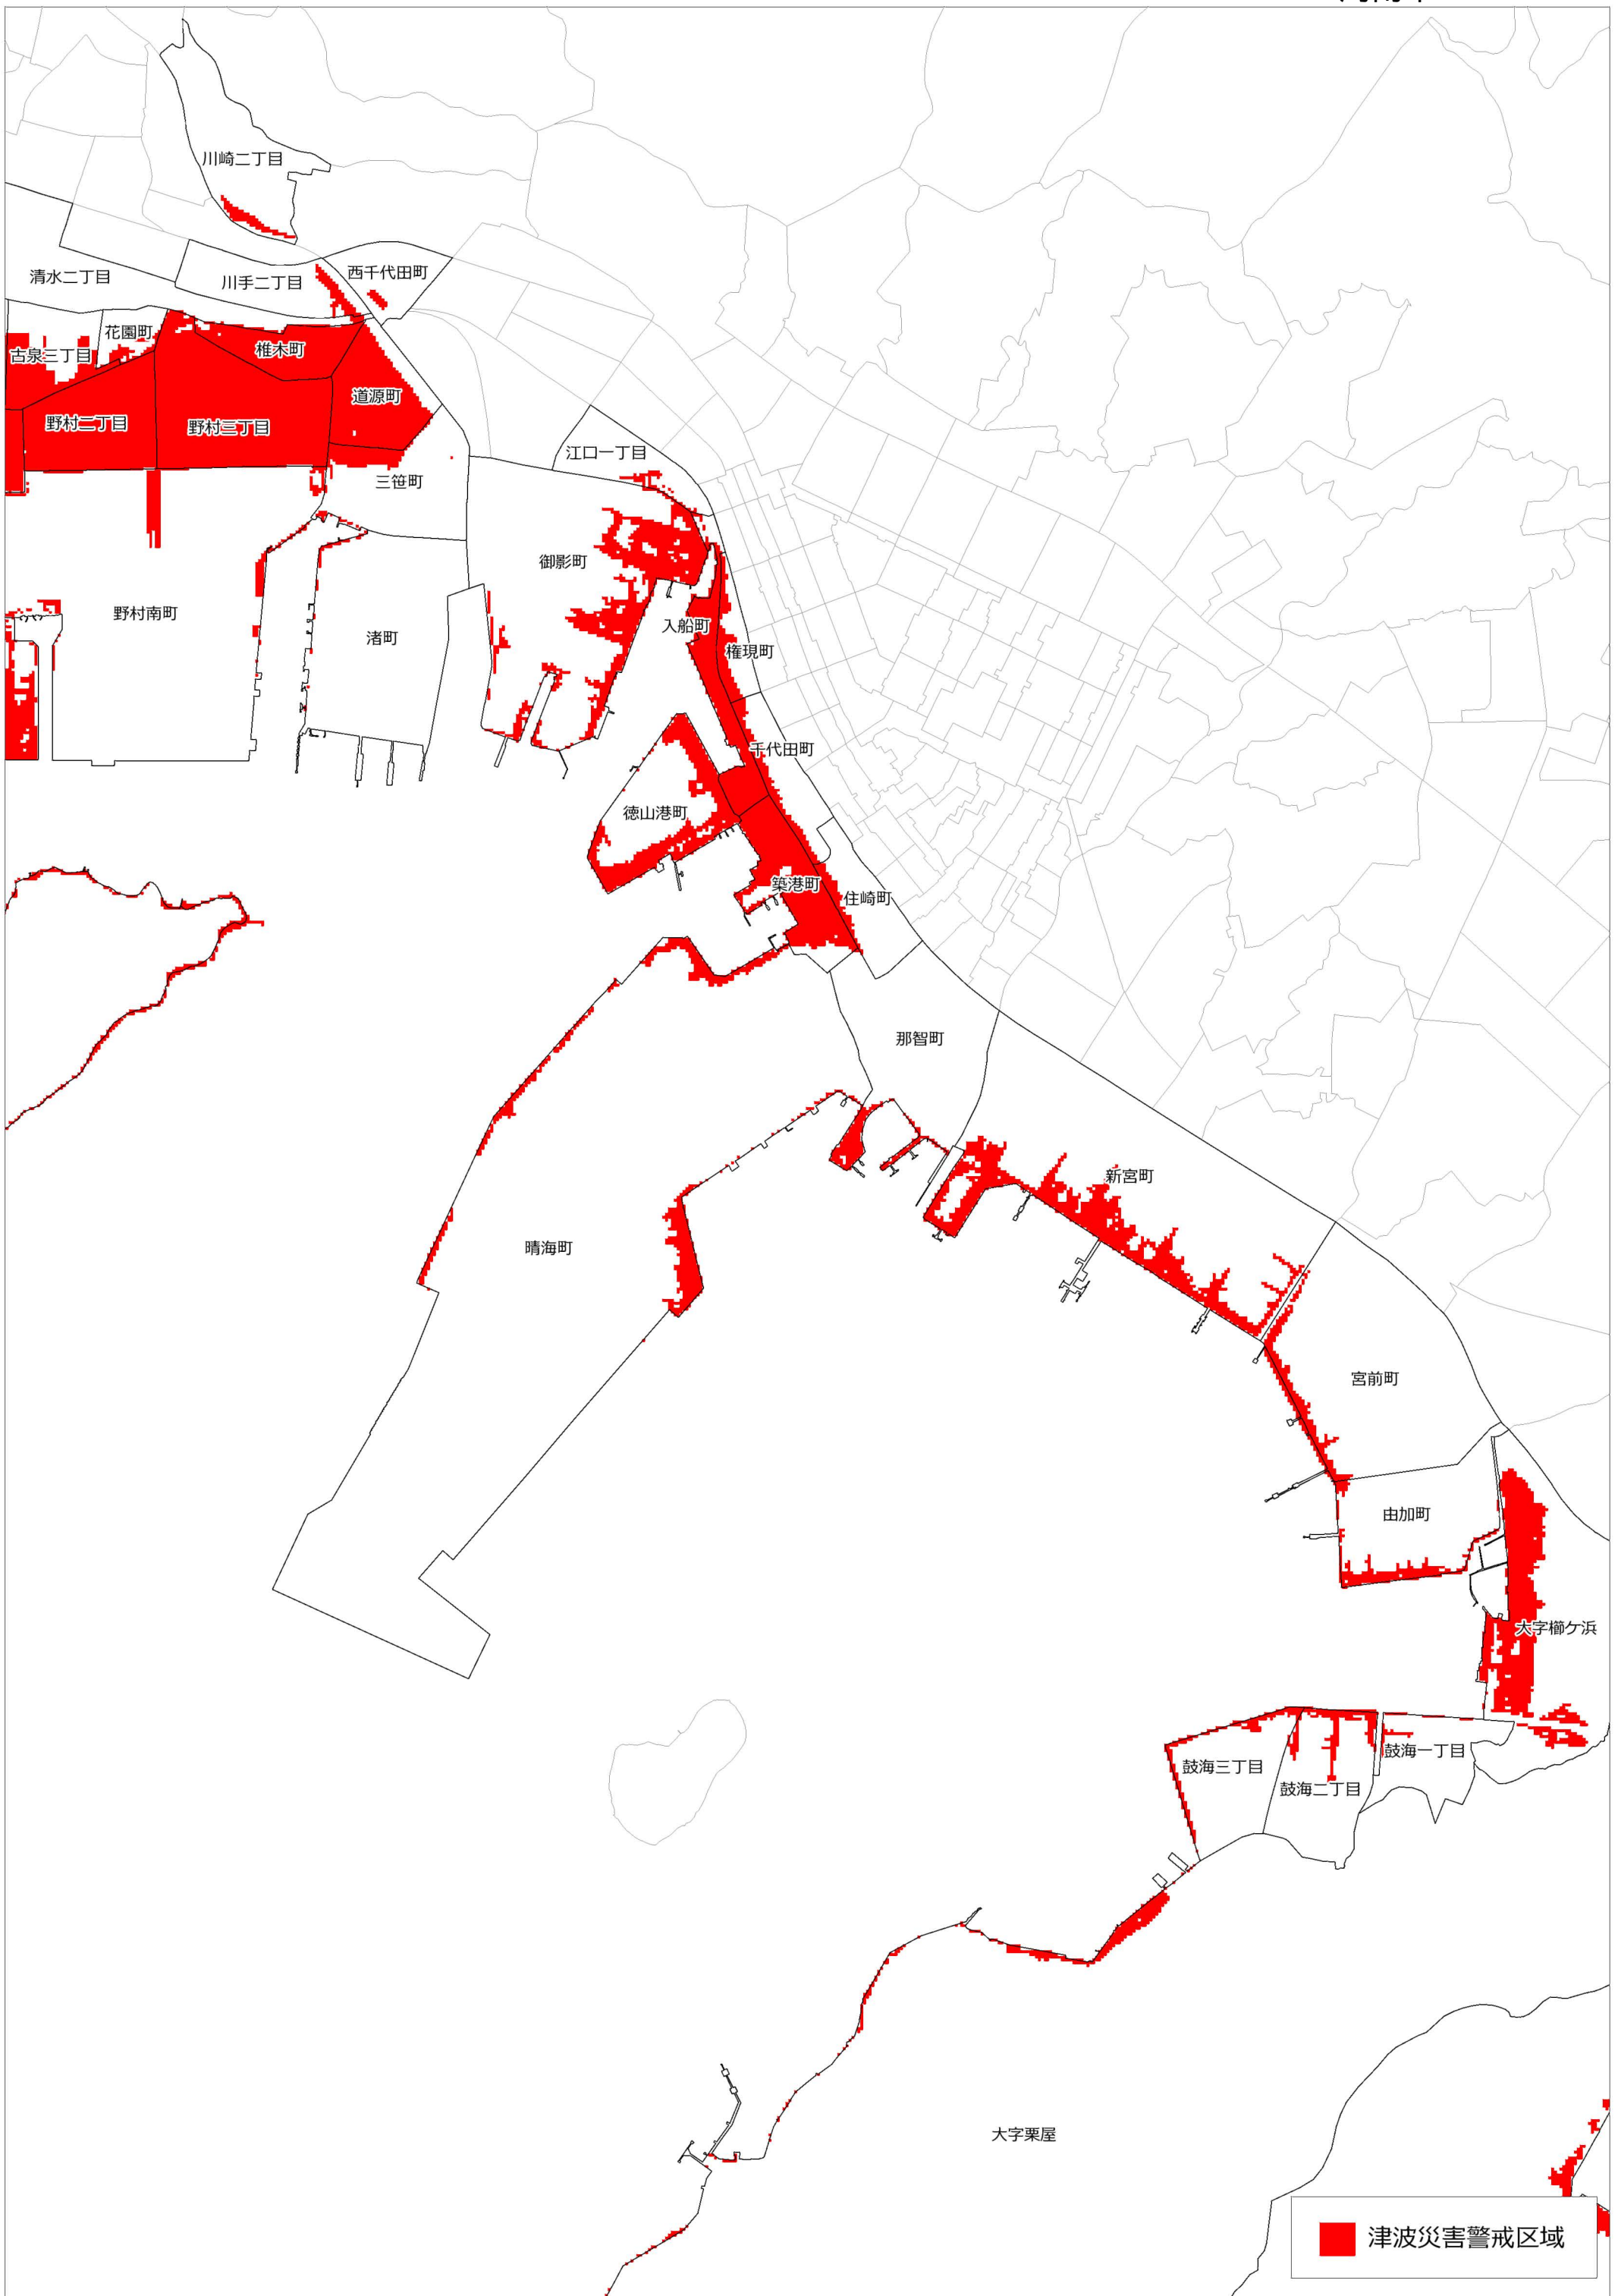 川崎二丁目
清水二丁目
川手二丁目
西千代田町
花園町
古泉三丁目
椎木町
道源町
野村二丁目
野村三丁目
江口一丁目
三笹町
御影町
野村南町
渚町
入船町
権現町
千代田町
徳山港町
築港町
住崎町
那智町
新宮町
晴海町
宮前町
由加町
大字櫛ケ浜
鼓海一丁目
鼓海三丁目
鼓海二丁目
大字栗屋
津波災害警戒区域